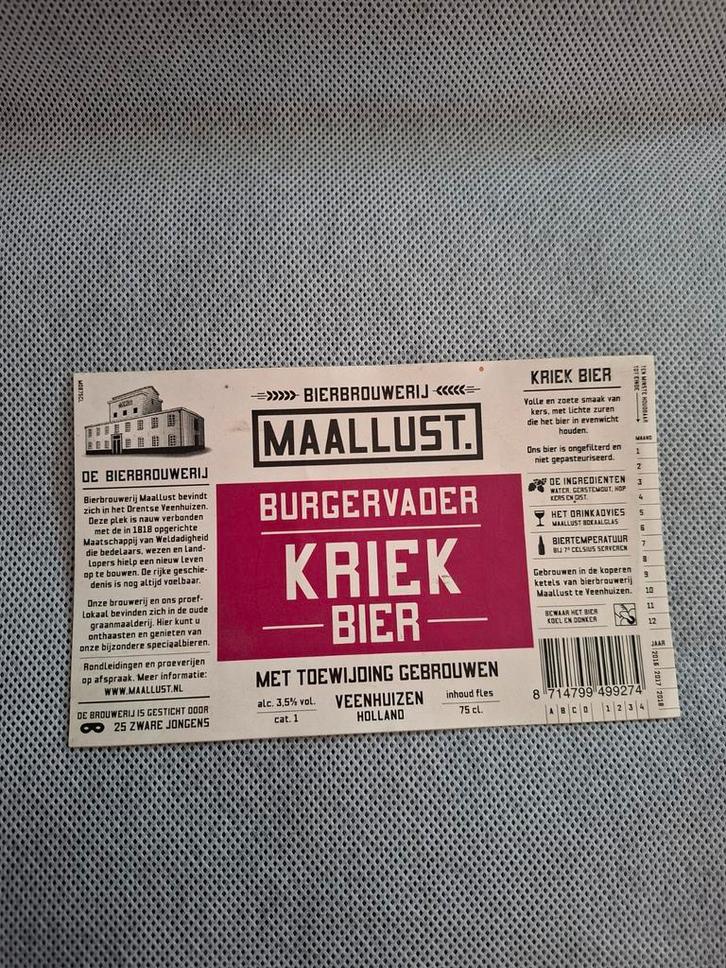 MGB75CL
DE BIERBROUWERIJ
Bierbrouwerij Maallust bevindt
zich in het Drentse Veenhuizen.
Deze plek is nauw verbonden
met de in 1818 opgerichte
Maatschappij van Weldadigheid
die bedelaars, wezen en land-
lopers hielp een nieuw leven
op te bouwen. De rijke geschie-
denis is nog altijd voelbaar.
Onze brouwerij en ons proef-
lokaal bevinden zich in de oude
graanmaalderij. Hier kunt u
onthaasten en genieten van
onze bijzondere speciaalbieren.
Rondleidingen en proeverijen
op afspraak. Meer informatie:
WWW.MAALLUST.NL
DE BROUWERIJ IS GESTICHT DOOR
25 ZWARE JONGENS
BIERBROUWERIJ
MAALLUST.
BURGERVADER
KRIEK
BIER
MET TOEWIJDING GEBROUWEN
alc. 3,5% vol.
cat. 1
VEENHUIZEN
HOLLAND
inhoud fles
75 cl.
KRIEK BIER
Volle en zoete smaak van
kers, met lichte zuren
die het bier in evenwicht
houden.
Ons bier is ongefilterd en
niet gepasteuriseerd.
DE INGREDIENTEN
WATER, GERSTEMOUT, HOP
KERS EN GIST.
HET DRINKADVIES
MAALLUST BOKAALGLAS
BIERTEMPERATUUR
BIJ 7° CELSIUS SERVEREN
Gebrouwen in de koperen
ketels van bierbrouwerij
Maallust te Veenhuizen.
BEWAAR HET BIER
KOEL EN DONKER
8 714799 499274
A B C D 1 2 3 4
TEN MINSTE HOUDBAAR
TOT EINDE
MAAND
1
2
3
4
5
6
7
8
9
10
11
12
JAAR
2016 2017 2018